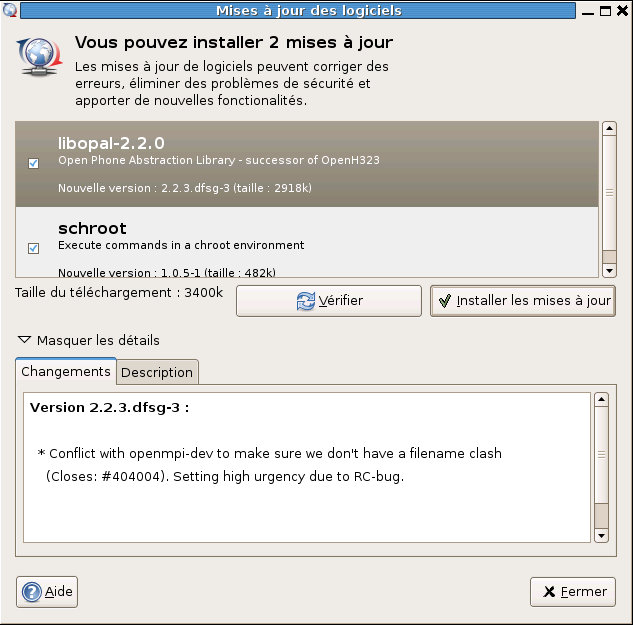 Mises à jour des logiciels
Vous pouvez installer 2 mises à jour
Les mises à jour de logiciels peuvent corriger des
erreurs, éliminer des problèmes de sécurité et
apporter de nouvelles fonctionalités.
libopal-2.2.0
Open Phone Abstraction Library - successor of OpenH323
Nouvelle version : 2.2.3.dfsg-3 (taille : 2918k)
schroot
Execute commands in a chroot environment
Nouvelle version : 1.0.5-1 (taille : 482k)
Taille du téléchargement : 3400k
Vérifier
Installer les mises à jour
Masquer les détails
Changements
Description
Version 2.2.3.dfsg-3 :
* Conflict with openmpi-dev to make sure we don't have a filename clash
(Closes: #404004). Setting high urgency due to RC-bug.
Aide
Fermer